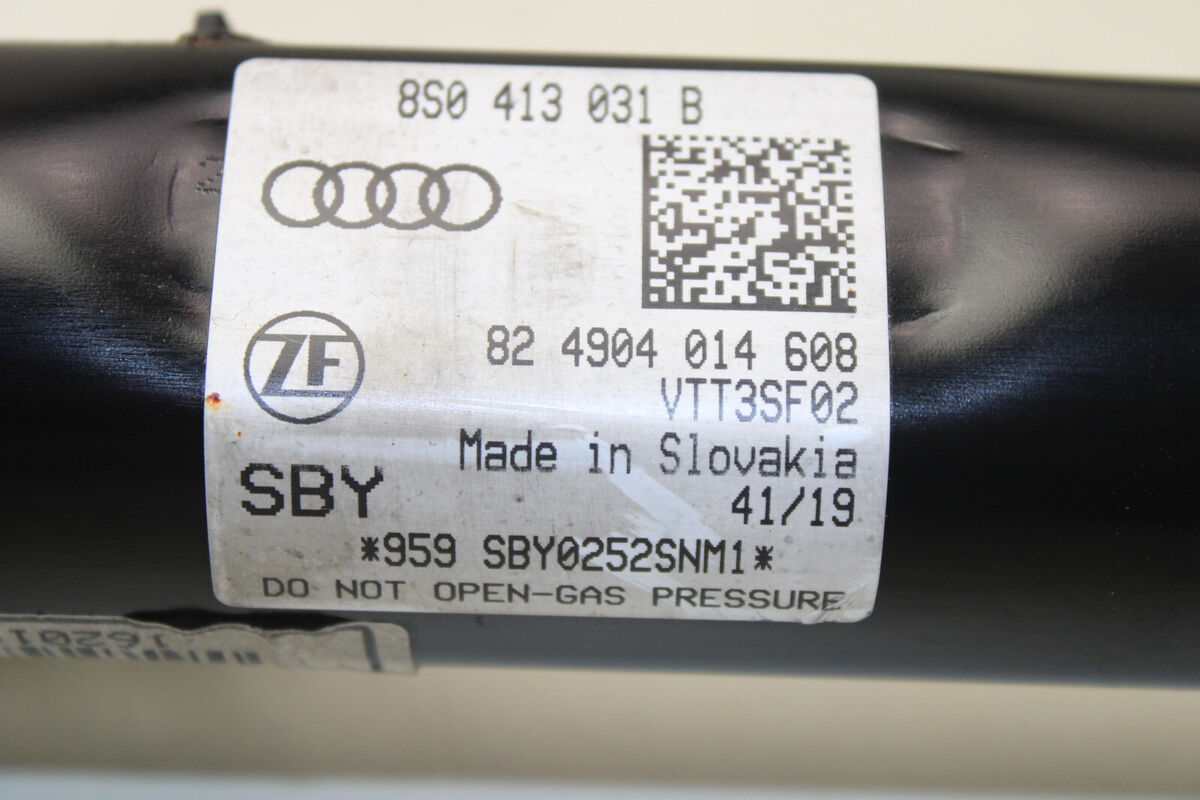 8S0 413 031 B
ZF
82 4904 014 608
VTT3SF02
Made in Slovakia
SBY
41/19
*959 SBY0252SNM1*
DO NOT OPEN-GAS PRESSURE